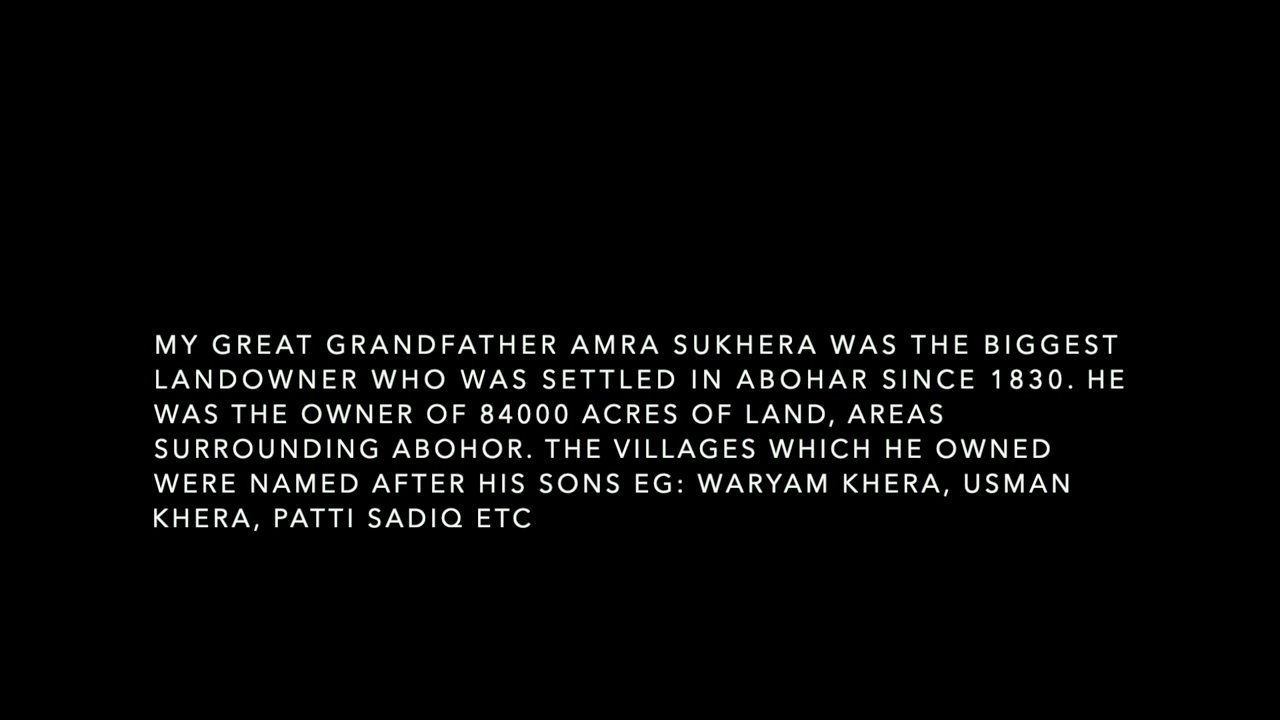 MY GREAT GRANDFATHER AMRA SUKHERA WAS THE BIGGEST
LANDOWNER WHO WAS SETTLED IN ABOHAR SINCE 1830. HE
WAS THE OWNER OF 84000 ACRES OF LAND, AREAS
SURROUNDING ABOHOR. THE VILLAGES WHICH HE OWNED
WERE NAMED AFTER HIS SONS EG: WARYAM KHERA, USMAN
KHERA, PATTI SADIQ ETC